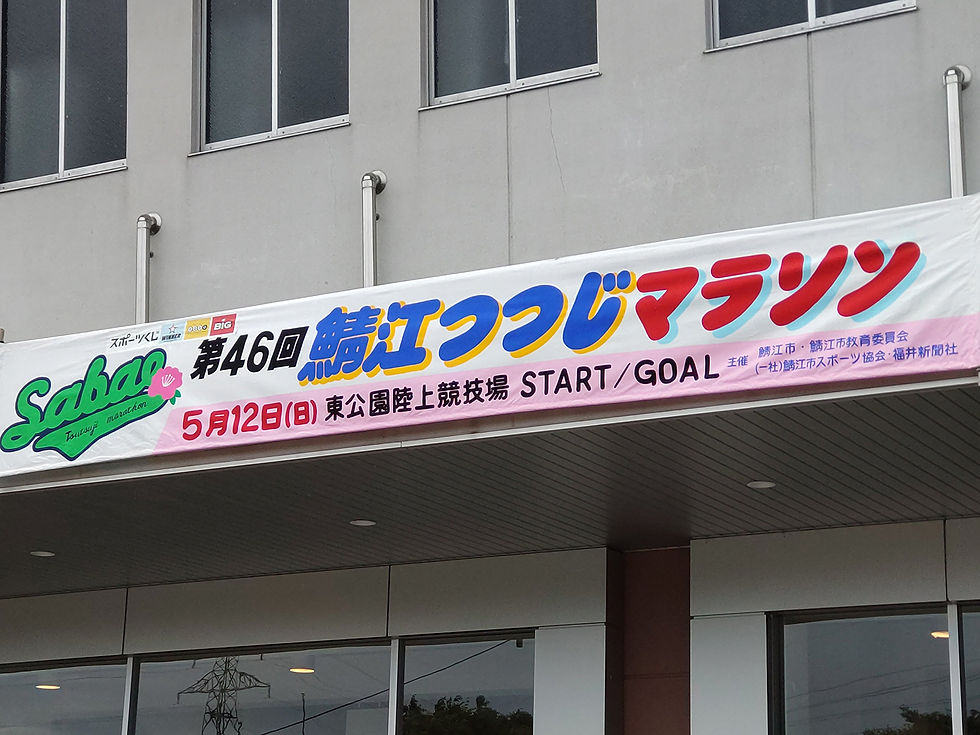 スポーツくじ WINNER toto BIG
Sabae
Tsutsuji marathon
第46回 鯖江つつじマラソン
5月12日(日) 東公園陸上競技場 START/GOAL
主催 鯖江市・鯖江市教育委員会
(一社)鯖江市スポーツ協会・福井新聞社